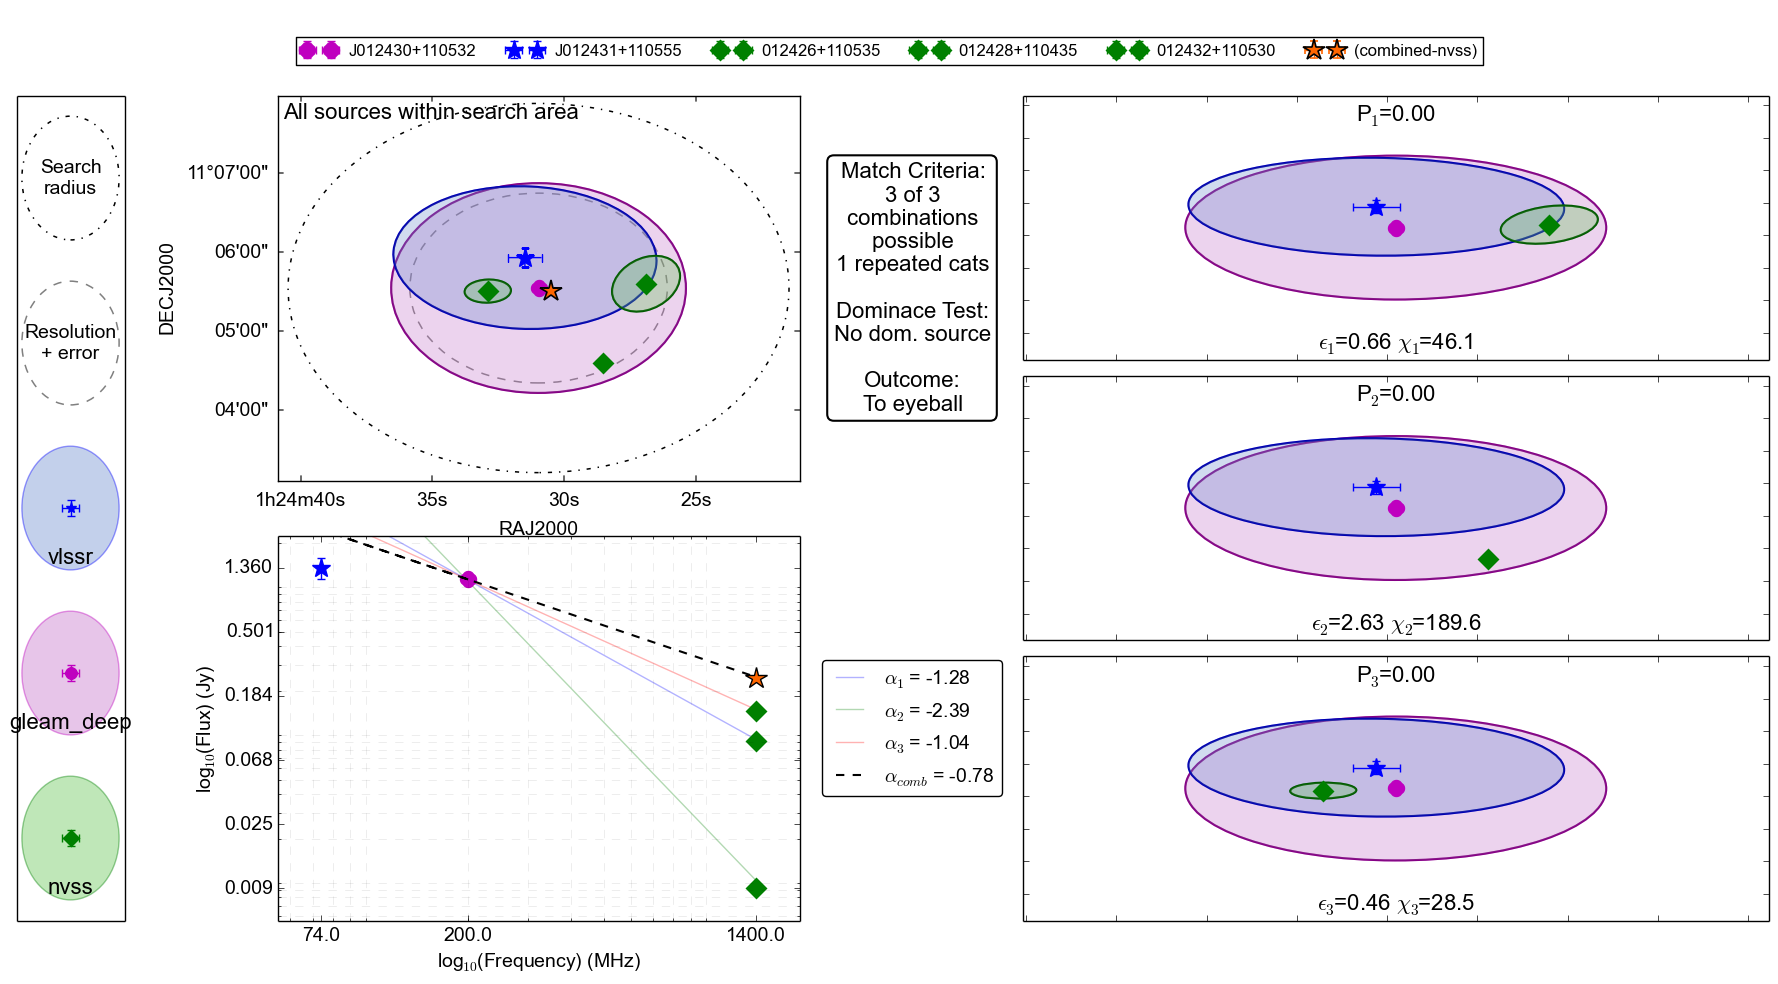 J012430+110532 J012431+110555 012426+110535 012428+110435 012432+110530 (combined-nvss)
Search
radius
Resolution
+ error
vlssr
gleam_deep
nvss
All sources within search area
DECJ2000
11°07'00"
06'00"
05'00"
04'00"
1h24m40s 35s 30s 25s
RAJ2000
Match Criteria:
3 of 3
combinations
possible
1 repeated cats
Dominace Test:
No dom. source
Outcome:
To eyeball
log10(Flux) (Jy)
1.360
0.501
0.184
0.068
0.025
0.009
74.0 200.0 1400.0
log10(Frequency) (MHz)
α1 = -1.28
α2 = -2.39
α3 = -1.04
αcomb = -0.78
P1=0.00
ϵ1=0.66 χ1=46.1
P2=0.00
ϵ2=2.63 χ2=189.6
P3=0.00
ϵ3=0.46 χ3=28.5